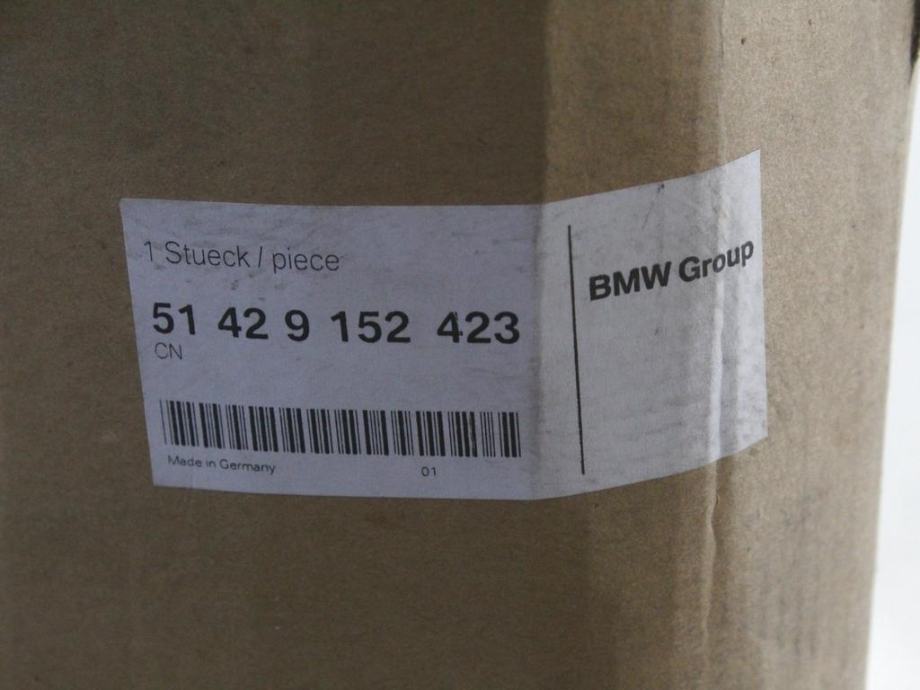 1 Stueck / piece
51 42 9 152 423
CN
Made in Germany 01
BMW Group